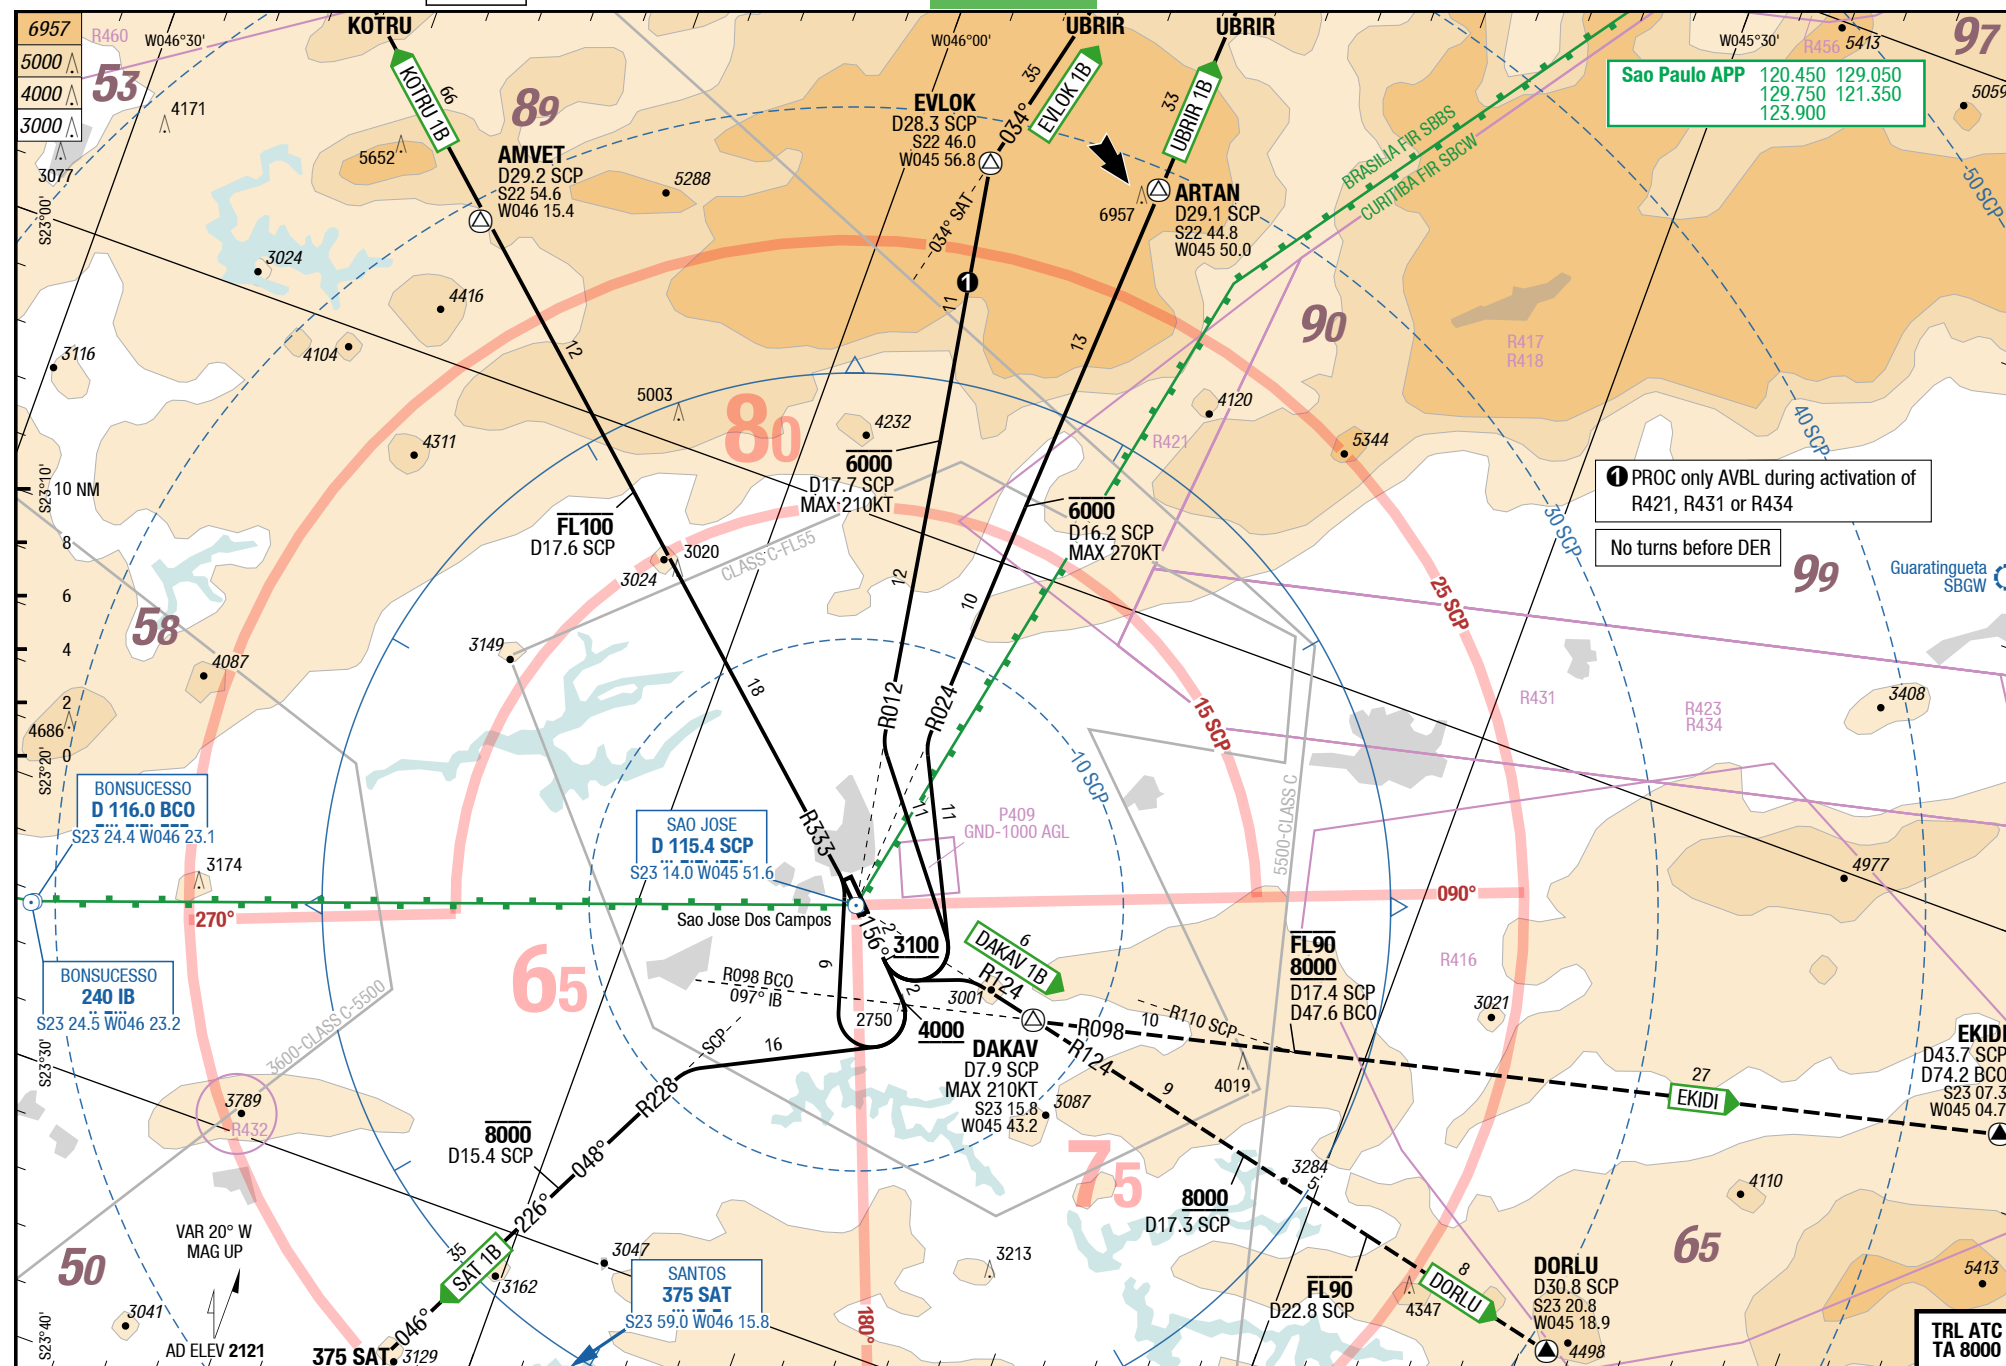 6957
5000
4000
3000
R460
53
W046°30'
KOTRU
W046°00'
UBRIR
UBRIR
W045°30'
R456
5413
97
5059
Sao Paulo APP 120.450 129.050
129.750 121.350
123.900
4171
3077
S23°00'
66
KOTRU 1B
89
5652
AMVET
D29.2 SCP
S22 54.6
W046 15.4
5288
EVLOK
D28.3 SCP
S22 46.0
W045 56.8
034°
35
EVLOK 1B
33
UBRIR 1B
034° SAT
6957
ARTAN
D29.1 SCP
S22 44.8
W045 50.0
BRASILIA FIR SBBS
CURITIBA FIR SBCW
50 SCP
3024
4416
4104
3116
12
1
11
13
90
R417
R418
5003
80
4232
4120
R421
5344
40 SCP
4311
6000
D17.7 SCP
MAX 210KT
6000
D16.2 SCP
MAX 270KT
1 PROC only AVBL during activation of
R421, R431 or R434
No turns before DER
30 SCP
S23°10'
10 NM
8
6
4
2
0
FL100
D17.6 SCP
3020
3024
CLASS C-FL55
12
10
25 SCP
99
Guaratingueta
SBGW
58
3149
4087
4686
18
R012
R024
15 SCP
R431
R423
R434
3408
S23°20'
BONSUCESSO
D 116.0 BCO
S23 24.4 W046 23.1
10 SCP
11
11
P409
GND-1000 AGL
5500-CLASS C
SAO JOSE
D 115.4 SCP
S23 14.0 W045 51.6
R333
3174
4977
270°
Sao Jose Dos Campos
090°
156°
2
3100
6
DAKAV 1B
R124
FL90
8000
D17.4 SCP
D47.6 BCO
R416
BONSUCESSO
240 IB
S23 24.5 W046 23.2
65
R098 BCO
097° IB
6
2
3001
2750
4000
R098
10
R110 SCP
3021
EKIDI
D43.7 SCP
D74.2 BCO
S23 07.3
W045 04.7
3600-CLASS C-5500
S23°30'
SCP
16
DAKAV
D7.9 SCP
MAX 210KT
S23 15.8
W045 43.2
R124
9
4019
27
EKIDI
3789
R432
R228
3087
8000
D15.4 SCP
048°
75
3284
5
4110
226°
8000
D17.3 SCP
VAR 20° W
MAG UP
50
35
SAT 1B
3047
3162
3213
65
SANTOS
375 SAT
S23 59.0 W046 15.8
FL90
D22.8 SCP
4347
8
DORLU
DORLU
D30.8 SCP
S23 20.8
W045 18.9
5413
3041
S23°40'
046°
180°
AD ELEV 2121
375 SAT
3129
4498
TRL ATC
TA 8000